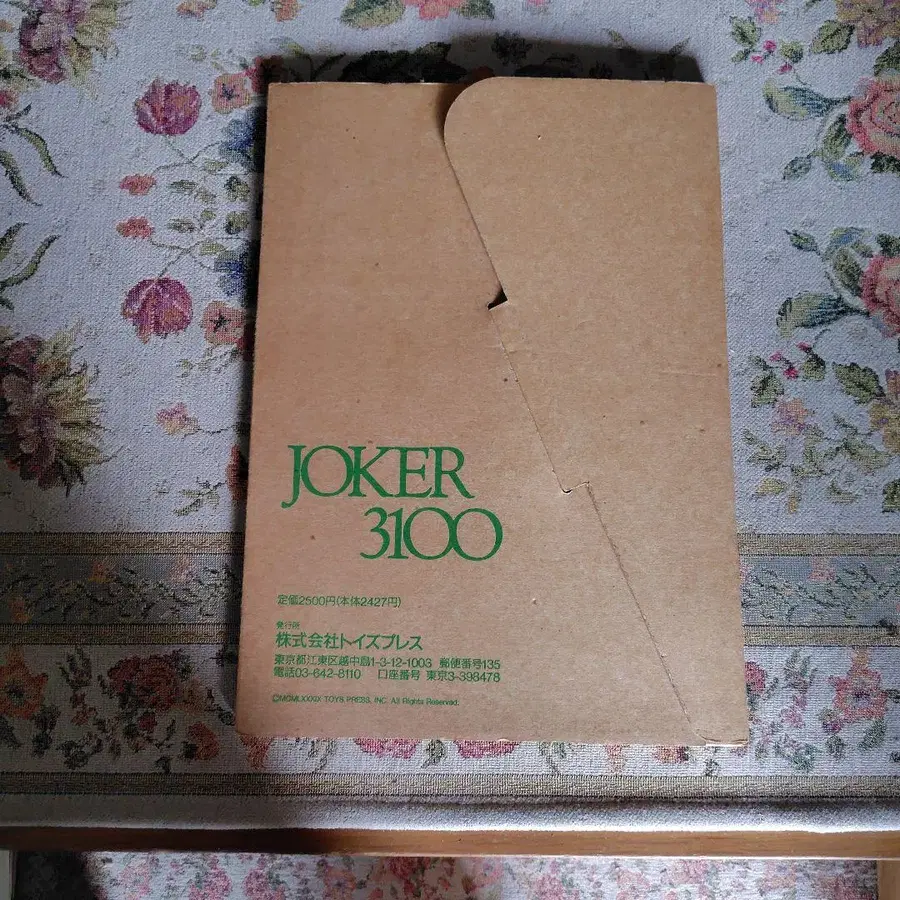 JOKER
3100
定価2500円(本体2427円)
発行所
株式会社トイズプレス
東京都江東区越中島1-3-12-1003 郵便番号135
電話03-642-8110 口座番号 東京3-398478
©MCMLXXXIX TOYS PRESS, INC. All Rights Reserved.